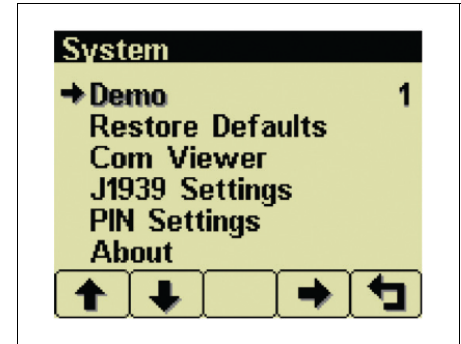 System
Demo 1
Restore Defaults
Com Viewer
J1939 Settings
PIN Settings
About